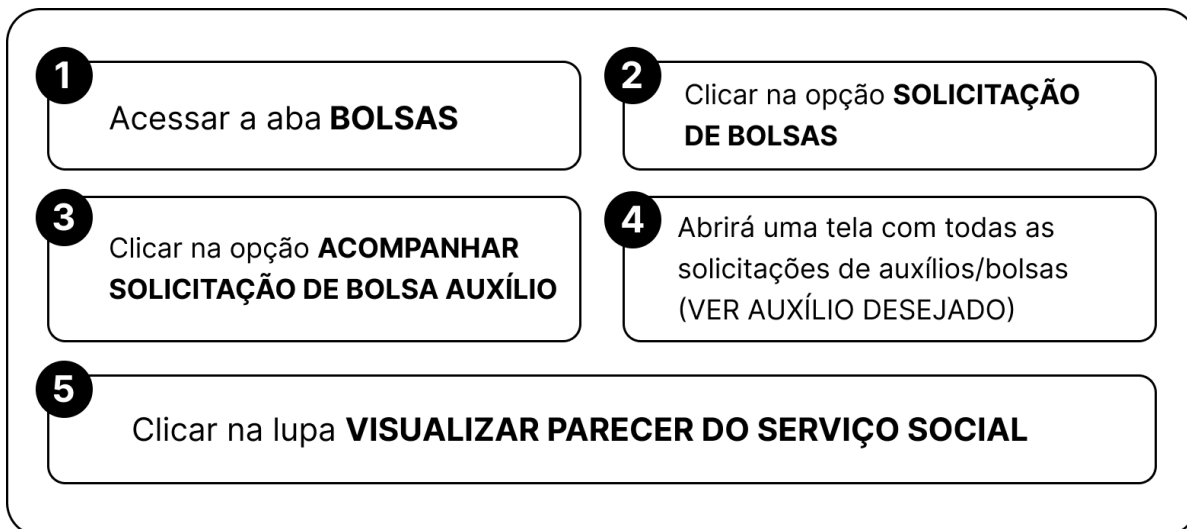 1
Acessar a aba BOLSAS
2
Clicar na opção SOLICITAÇÃO
DE BOLSAS
3
Clicar na opção ACOMPANHAR
SOLICITAÇÃO DE BOLSA AUXÍLIO
4
Abrirá uma tela com todas as
solicitações de auxílios/bolsas
(VER AUXÍLIO DESEJADO)
5
Clicar na lupa VISUALIZAR PARECER DO SERVIÇO SOCIAL